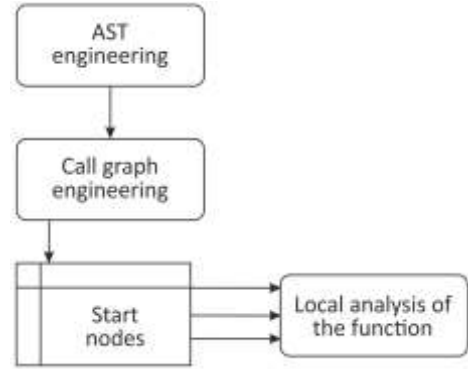 AST
engineering
Call graph
engineering
Start
nodes
Local analysis of
the function